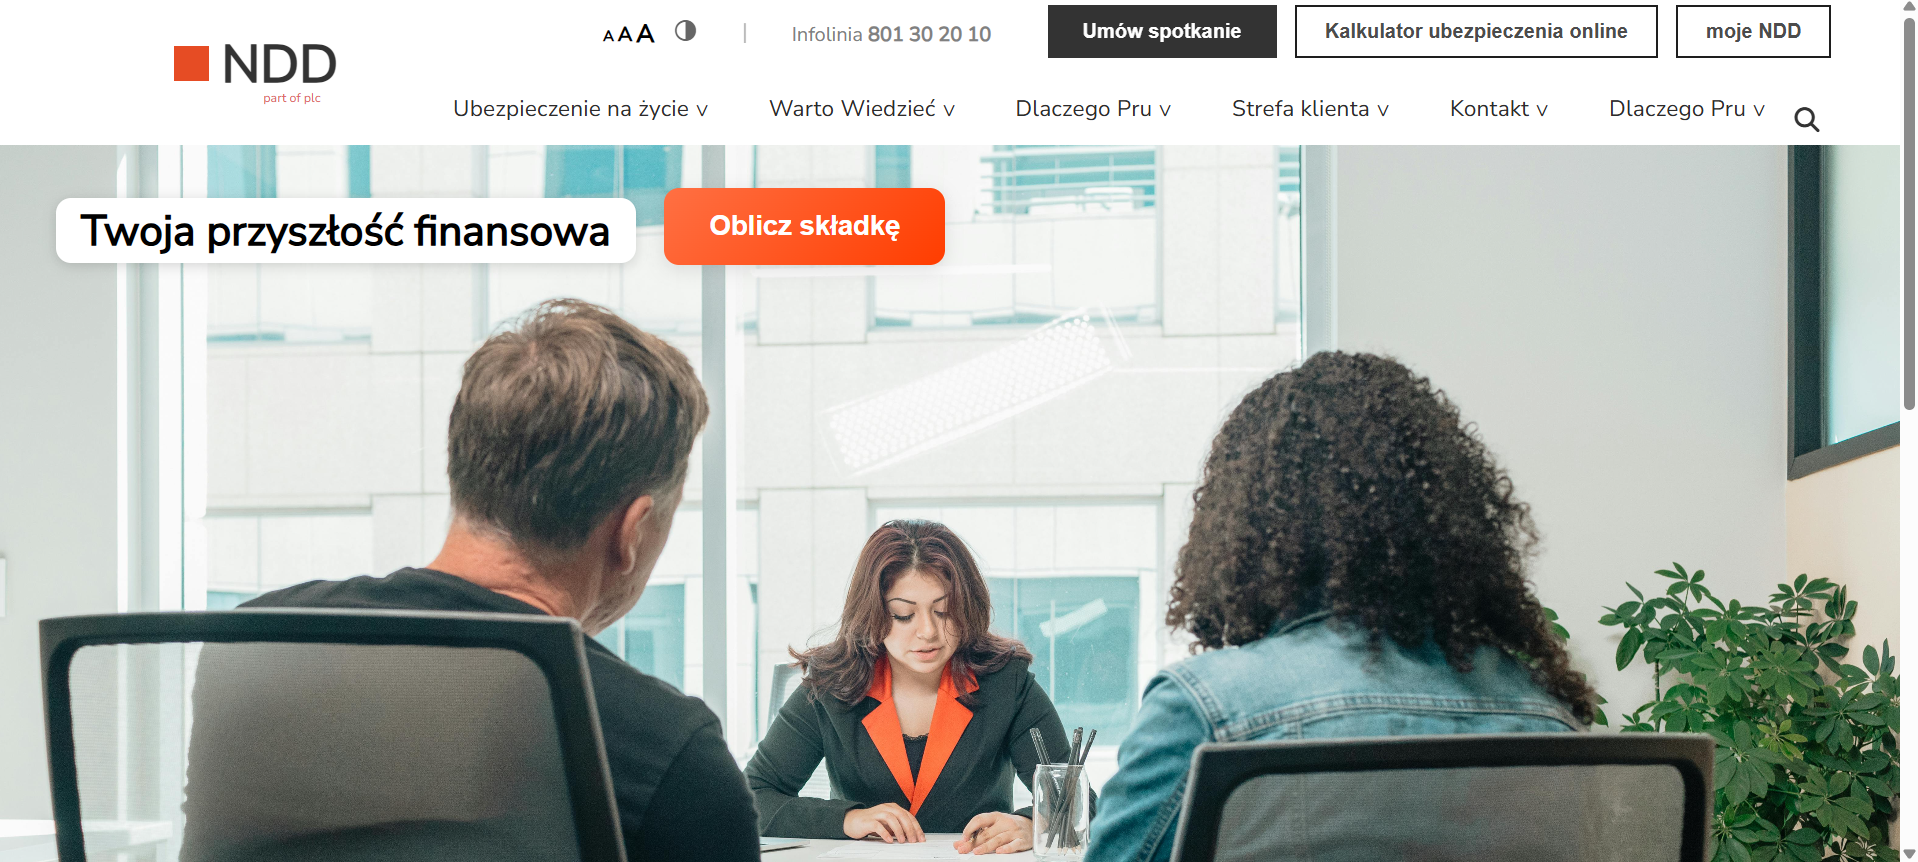 A A A
Infolinia 801 30 20 10
Umów spotkanie
Kalkulator ubezpieczenia online
moje NDD
NDD
part of plc
Ubezpieczenie na życie v
Warto Wiedzieć v
Dlaczego Pru v
Strefa klienta v
Kontakt v
Dlaczego Pru v
Twoja przyszłość finansowa
Oblicz składkę